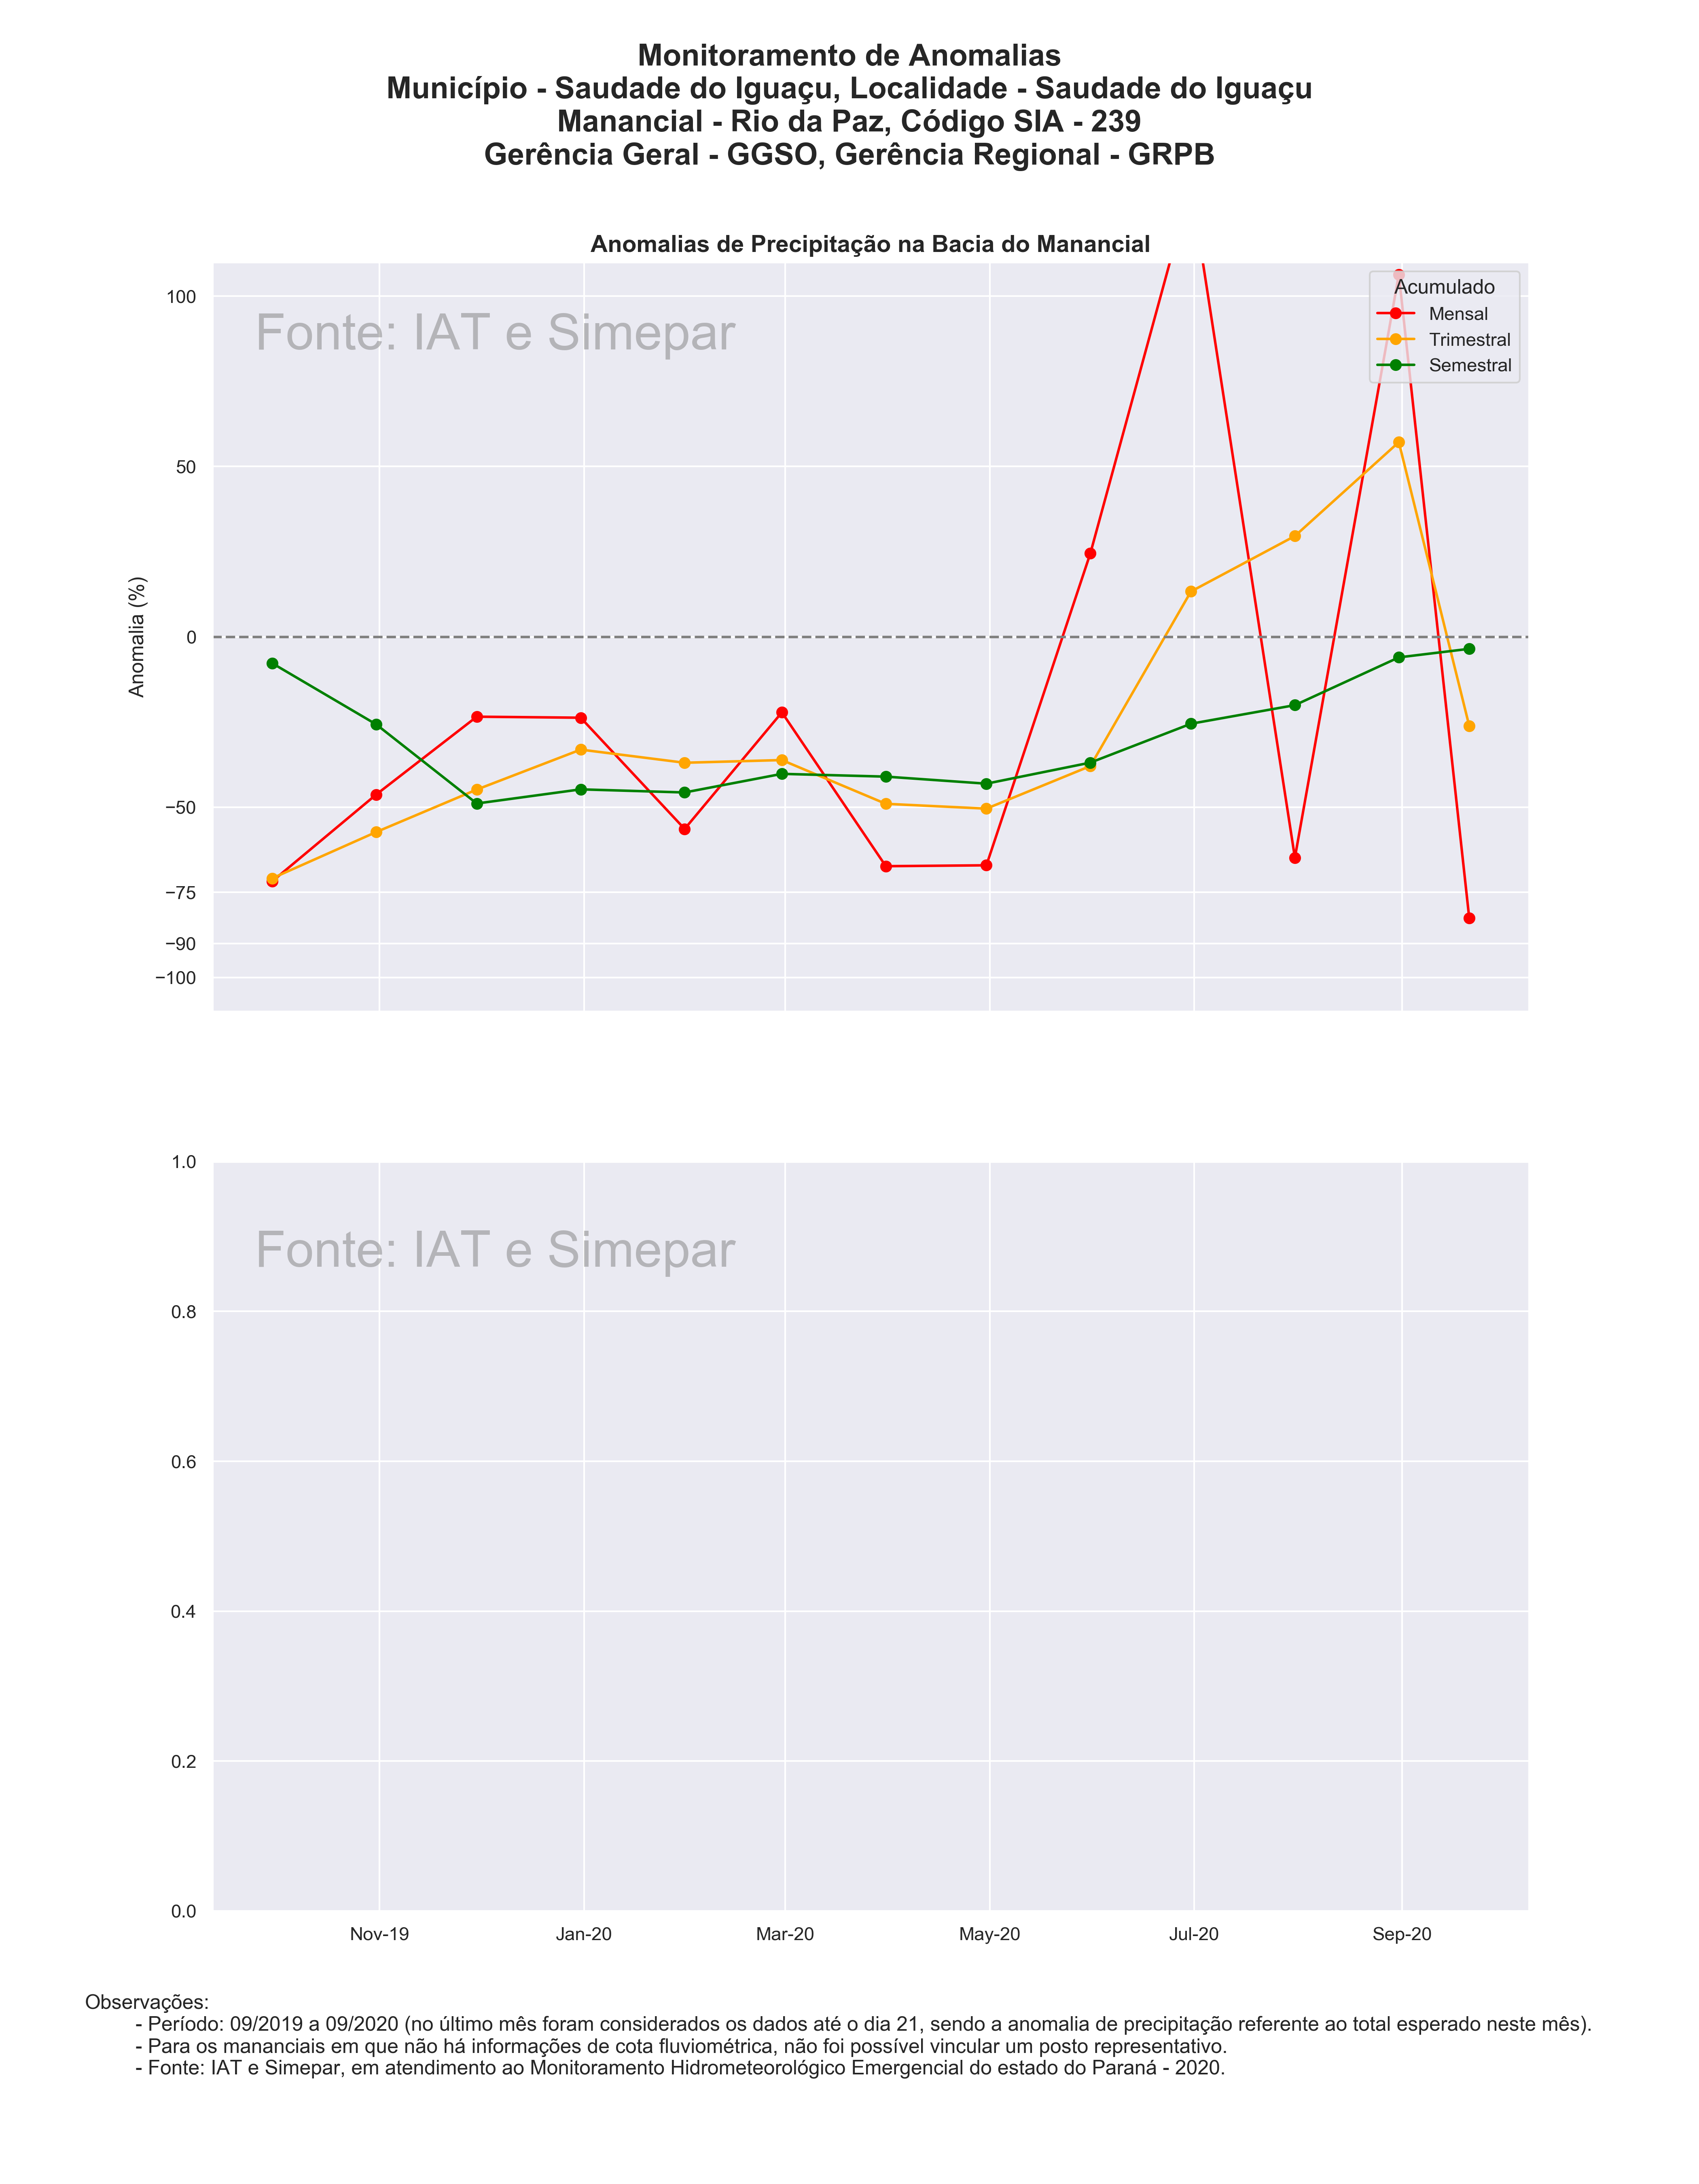 Monitoramento de Anomalias
Município - Saudade do Iguaçu, Localidade - Saudade do Iguaçu
Manancial - Rio da Paz, Código SIA - 239
Gerência Geral - GGSO, Gerência Regional - GRPB
Anomalias de Precipitação na Bacia do Manancial
Fonte: IAT e Simepar
Acumulado
Mensal
Trimestral
Semestral
Anomalia (%)
100
50
0
−50
−75
−90
−100
Fonte: IAT e Simepar
1.0
0.8
0.6
0.4
0.2
0.0
Nov-19 Jan-20 Mar-20 May-20 Jul-20 Sep-20
Observações:
- Período: 09/2019 a 09/2020 (no último mês foram considerados os dados até o dia 21, sendo a anomalia de precipitação referente ao total esperado neste mês).
- Para os mananciais em que não há informações de cota fluviométrica, não foi possível vincular um posto representativo.
- Fonte: IAT e Simepar, em atendimento ao Monitoramento Hidrometeorológico Emergencial do estado do Paraná - 2020.